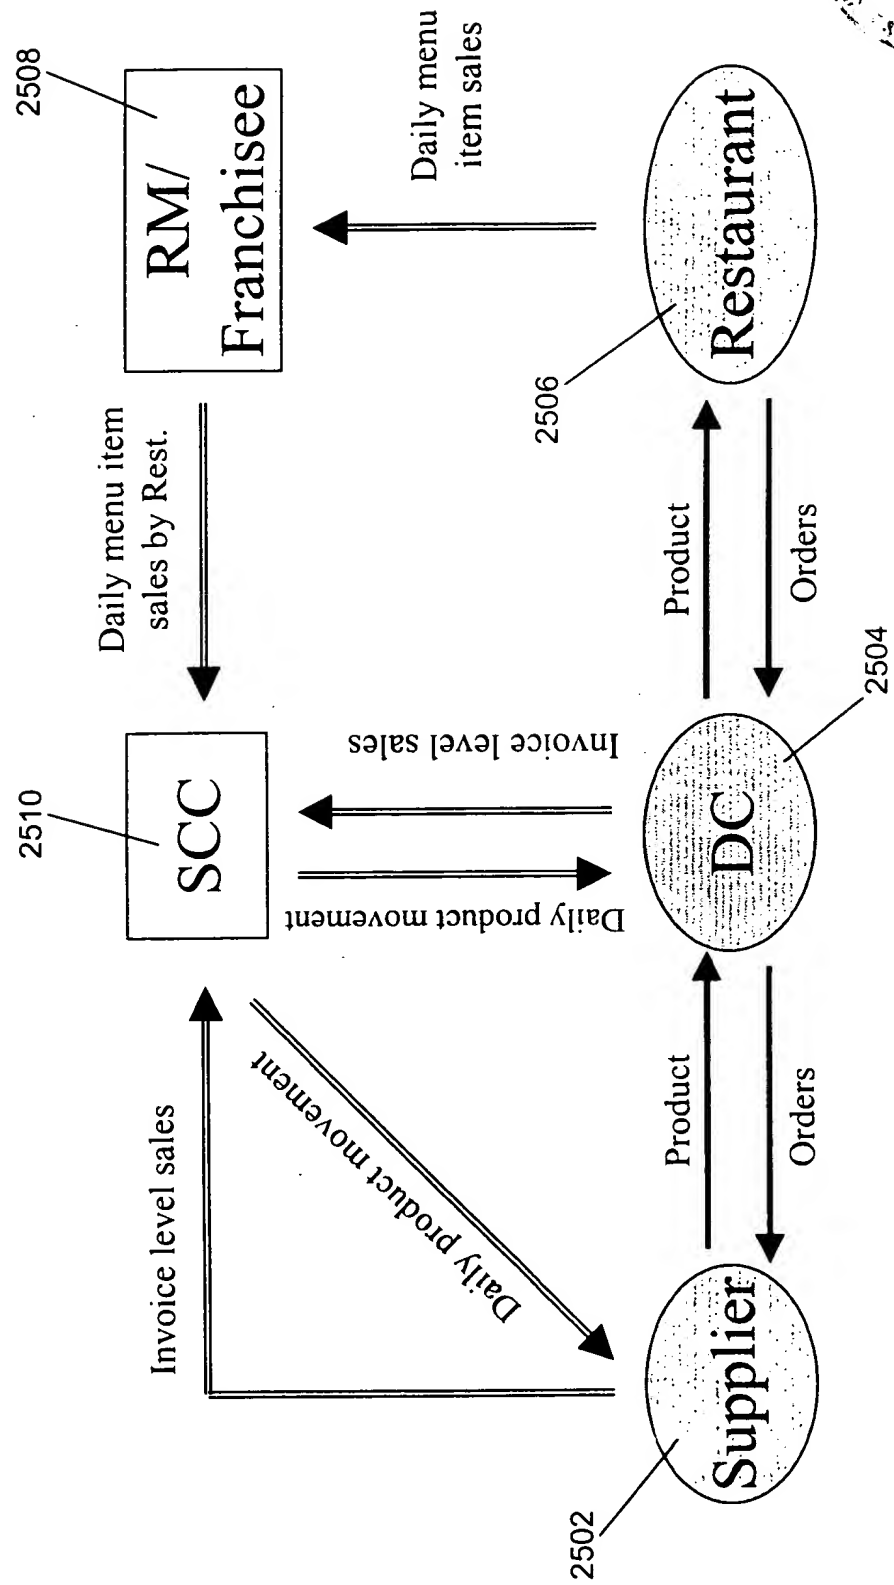 2510
2508
SCC
RM/
Franchisee
Daily menu item
sales by Rest.
Invoice level sales
Daily product movement
Daily product movement
Invoice level sales
Daily menu
item sales
2502
Supplier
Product
Orders
DC
2504
Product
Orders
2506
Restaurant